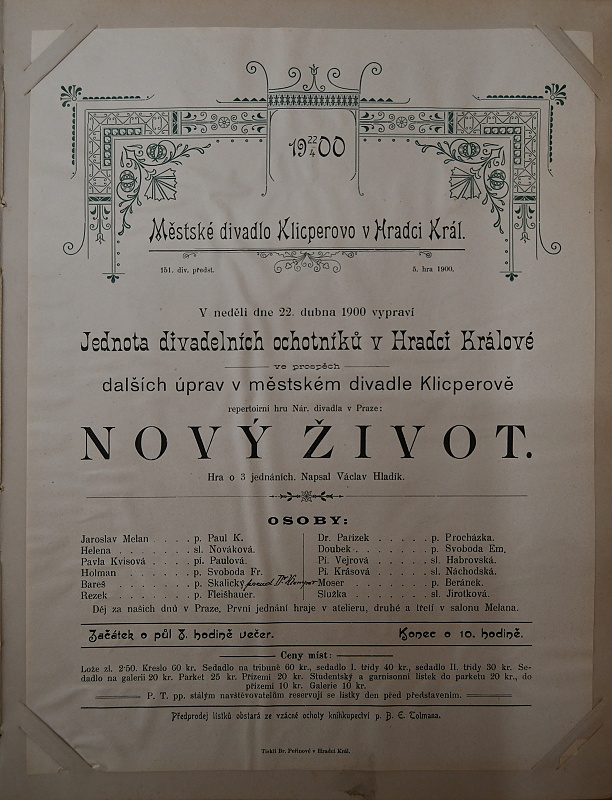 19 22/4 00
Městské divadlo Klicperovo v Hradci Král.
151. div. předst. 5. hra 1900.
V neděli dne 22. dubna 1900 vypraví
Jednota divadelních ochotníků v Hradci Králové
ve prospěch
dalších úprav v městském divadle Klicperově
repertoirní hru Nár. divadla v Praze:
NOVÝ ŽIVOT.
Hra o 3 jednáních. Napsal Václav Hladík.
OSOBY:
Jaroslav Melan . . . . p. Paul K.
Helena . . . . . . . sl. Nováková.
Pavla Kvisová . . . . pí. Paulová.
Holman . . . . . . . p. Svoboda Fr.
Bareš . . . . . . . p. Skalický
Rezek . . . . . . . p. Fleišhauer.
Dr. Pařízek . . . . . p. Procházka.
Doubek . . . . . . . p. Svoboda Em.
Pí. Vejrová . . . . . sl. Habrovská.
Pí. Krásová . . . . . sl. Náchodská.
Moser . . . . . . . p. Beránek.
Služka . . . . . . . sl. Jirotková.
Děj za našich dnů v Praze. První jednání hraje v atelieru, druhé a třetí v salonu Melana.
Začátek o půl 8. hodině večer. Konec o 10. hodině.
Ceny míst:
Lože zl. 2·50. Křeslo 60 kr. Sedadlo na tribuně 60 kr., sedadlo I. třídy 40 kr., sedadlo II. třídy 30 kr. Se-
dadlo na galerii 20 kr. Parket 25 kr. Přízemí 20 kr. Studentský a garnisonní lístek do parketu 20 kr., do
přízemí 10 kr. Galerie 10 kr.
P. T. pp. stálým navštěvovatelům reservují se lístky den před představením.
Předprodej lístků obstará ze vzácné ochoty knihkupectví p. B. E. Tolmana.
Tiskli Br. Peřinové v Hradci Král.